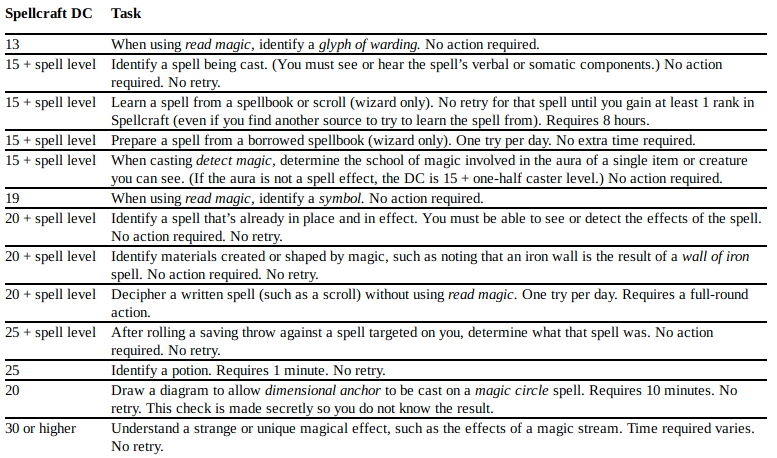 Spellcraft DC Task
13 When using read magic, identify a glyph of warding. No action required.
15 + spell level Identify a spell being cast. (You must see or hear the spell’s verbal or somatic components.) No action
required. No retry.
15 + spell level Learn a spell from a spellbook or scroll (wizard only). No retry for that spell until you gain at least 1 rank in
Spellcraft (even if you find another source to try to learn the spell from). Requires 8 hours.
15 + spell level Prepare a spell from a borrowed spellbook (wizard only). One try per day. No extra time required.
15 + spell level When casting detect magic, determine the school of magic involved in the aura of a single item or creature
you can see. (If the aura is not a spell effect, the DC is 15 + one-half caster level.) No action required.
19 When using read magic, identify a symbol. No action required.
20 + spell level Identify a spell that’s already in place and in effect. You must be able to see or detect the effects of the spell.
No action required. No retry.
20 + spell level Identify materials created or shaped by magic, such as noting that an iron wall is the result of a wall of iron
spell. No action required. No retry.
20 + spell level Decipher a written spell (such as a scroll) without using read magic. One try per day. Requires a full-round
action.
25 + spell level After rolling a saving throw against a spell targeted on you, determine what that spell was. No action
required. No retry.
25 Identify a potion. Requires 1 minute. No retry.
20 Draw a diagram to allow dimensional anchor to be cast on a magic circle spell. Requires 10 minutes. No
retry. This check is made secretly so you do not know the result.
30 or higher Understand a strange or unique magical effect, such as the effects of a magic stream. Time required varies.
No retry.